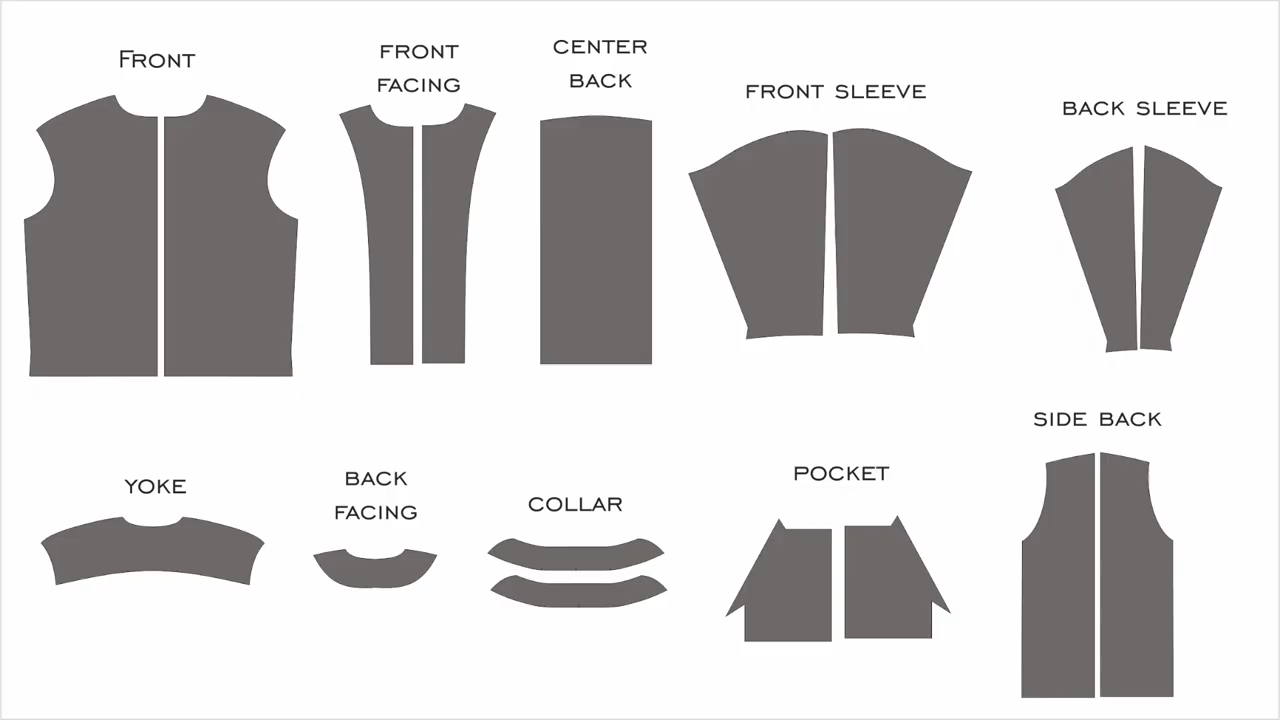 Front
FRONT
FACING
CENTER
BACK
FRONT SLEEVE
BACK SLEEVE
YOKE
BACK
FACING
COLLAR
POCKET
SIDE BACK